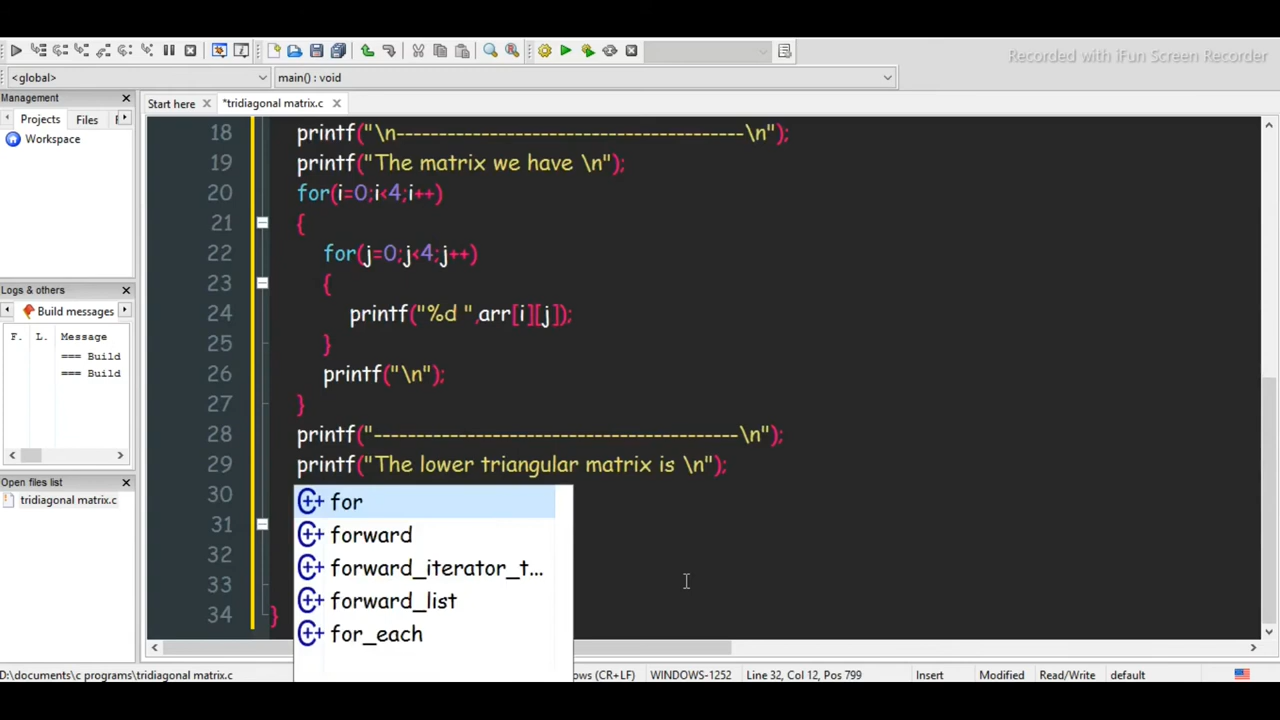 Recorded with iFun Screen Recorder
<global>
main() : void
Management
Start here
*tridiagonal matrix.c
Projects
Files
Workspace
18 printf("\n-----------------------------------------\n");
19 printf("The matrix we have \n");
20 for(i=0;i<4;i++)
21 {
22 for(j=0;j<4;j++)
23 {
24 printf("%d ",arr[i][j]);
25 }
26 printf("\n");
27 }
28 printf("-------------------------------------------\n");
29 printf("The lower triangular matrix is \n");
30
31
32
33
34 }
for
forward
forward_iterator_t...
forward_list
for_each
Logs & others
Build messages
F. L. Message
=== Build
=== Build
Open files list
tridiagonal matrix.c
D:\documents\c programs\tridiagonal matrix.c
ows (CR+LF)
WINDOWS-1252
Line 32, Col 12, Pos 799
Insert
Modified
Read/Write
default